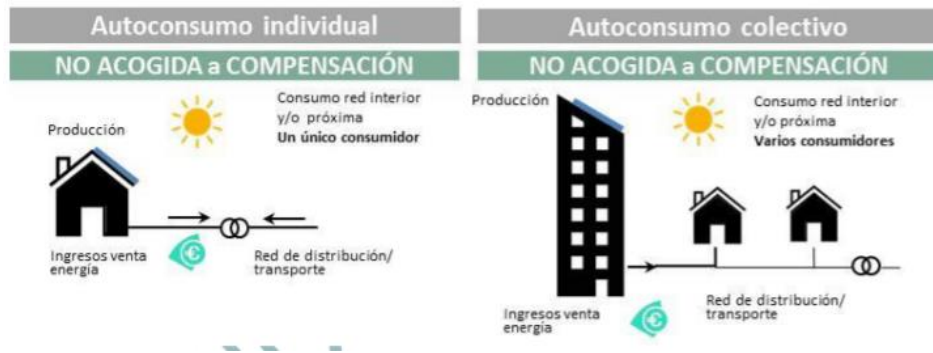 Autoconsumo individual
NO ACOGIDA a COMPENSACIÓN
Consumo red interior
y/o próxima
Un único consumidor
Producción
Ingresos venta
energía
€
Red de distribución/
transporte
Autoconsumo colectivo
NO ACOGIDA a COMPENSACIÓN
Producción
Consumo red interior
y/o próxima
Varios consumidores
Red de distribución/
transporte
Ingresos venta
energía
€